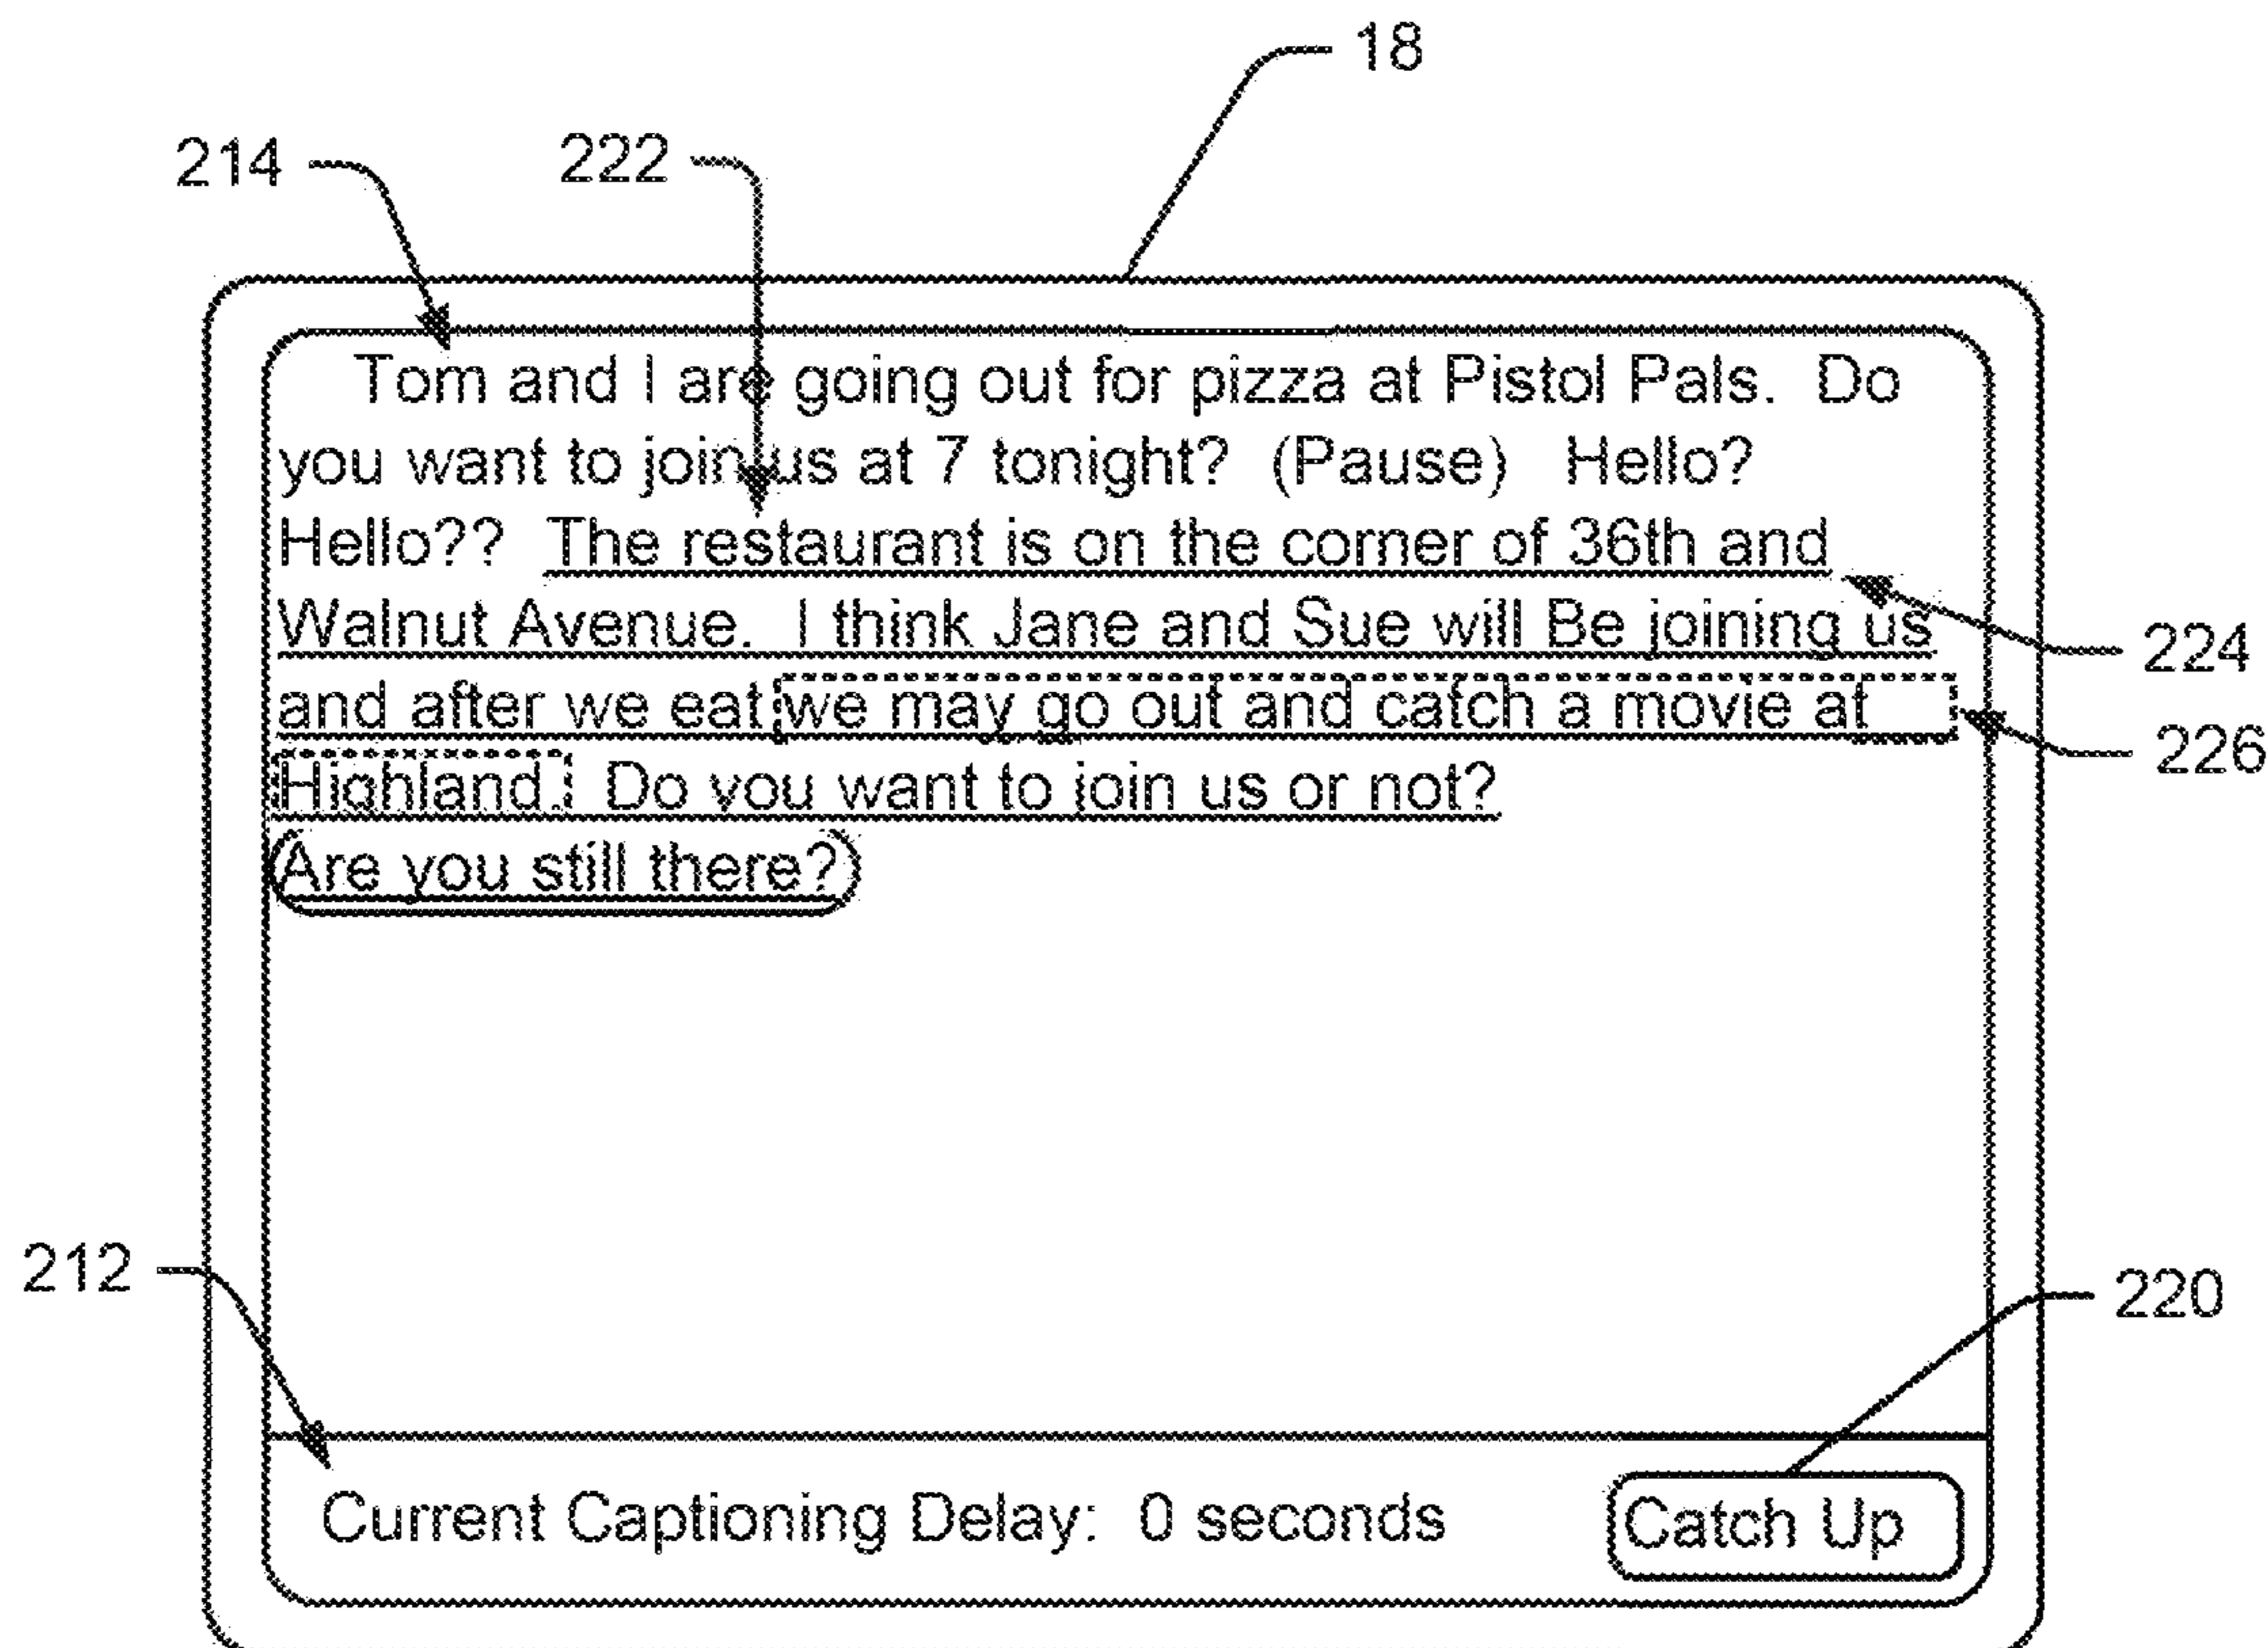 18
214
222
Tom and I are going out for pizza at Pistol Pals. Do
you want to join us at 7 tonight? (Pause) Hello?
Hello?? The restaurant is on the corner of 36th and
Walnut Avenue. I think Jane and Sue will Be joining us
224
and after we eat we may go out and catch a movie at
226
Highland. Do you want to join us or not?
Are you still there?
212
220
Current Captioning Delay: 0 seconds
Catch Up